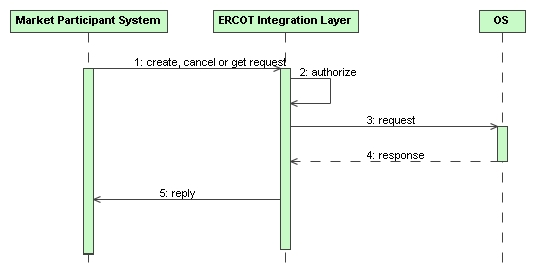 Market Participant System
ERCOT Integration Layer
OS
1: create, cancel or get request
2: authorize
3: request
4: response
5: reply